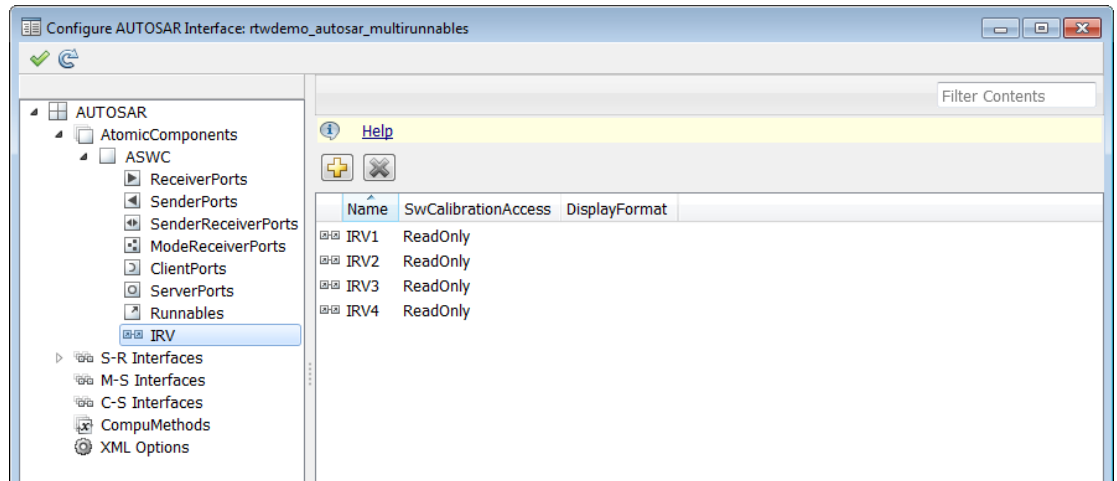 Configure AUTOSAR Interface: rtwdemo_autosar_multirunnables
Filter Contents
AUTOSAR
AtomicComponents
ASWC
ReceiverPorts
SenderPorts
SenderReceiverPorts
ModeReceiverPorts
ClientPorts
ServerPorts
Runnables
IRV
S-R Interfaces
M-S Interfaces
C-S Interfaces
CompuMethods
XML Options
Help
Name SwCalibrationAccess DisplayFormat
IRV1 ReadOnly
IRV2 ReadOnly
IRV3 ReadOnly
IRV4 ReadOnly